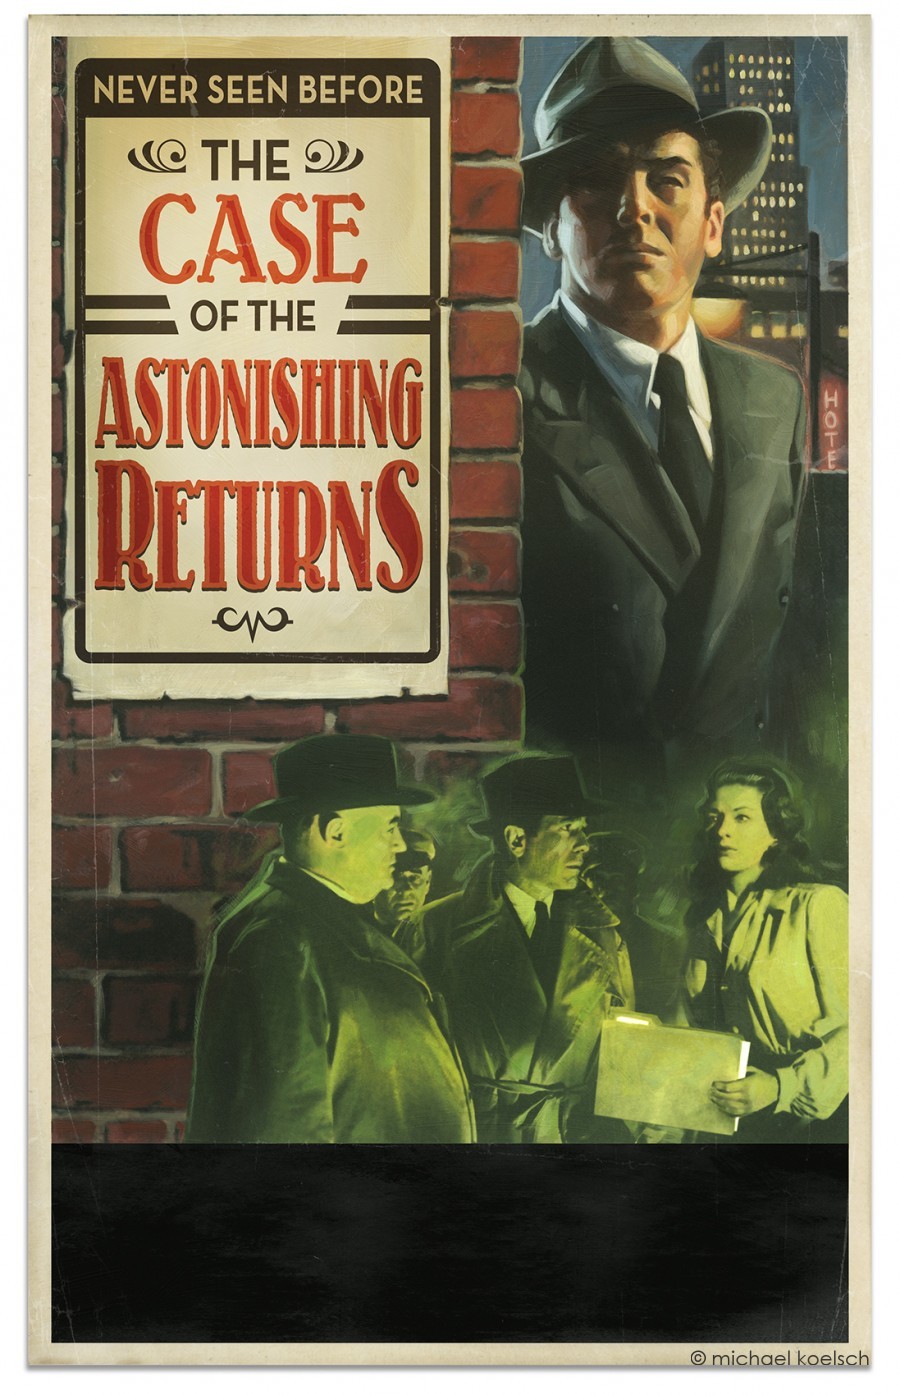 NEVER SEEN BEFORE
THE
CASE
OF THE
ASTONISHING
RETURNS
HOTE
© michael koelsch